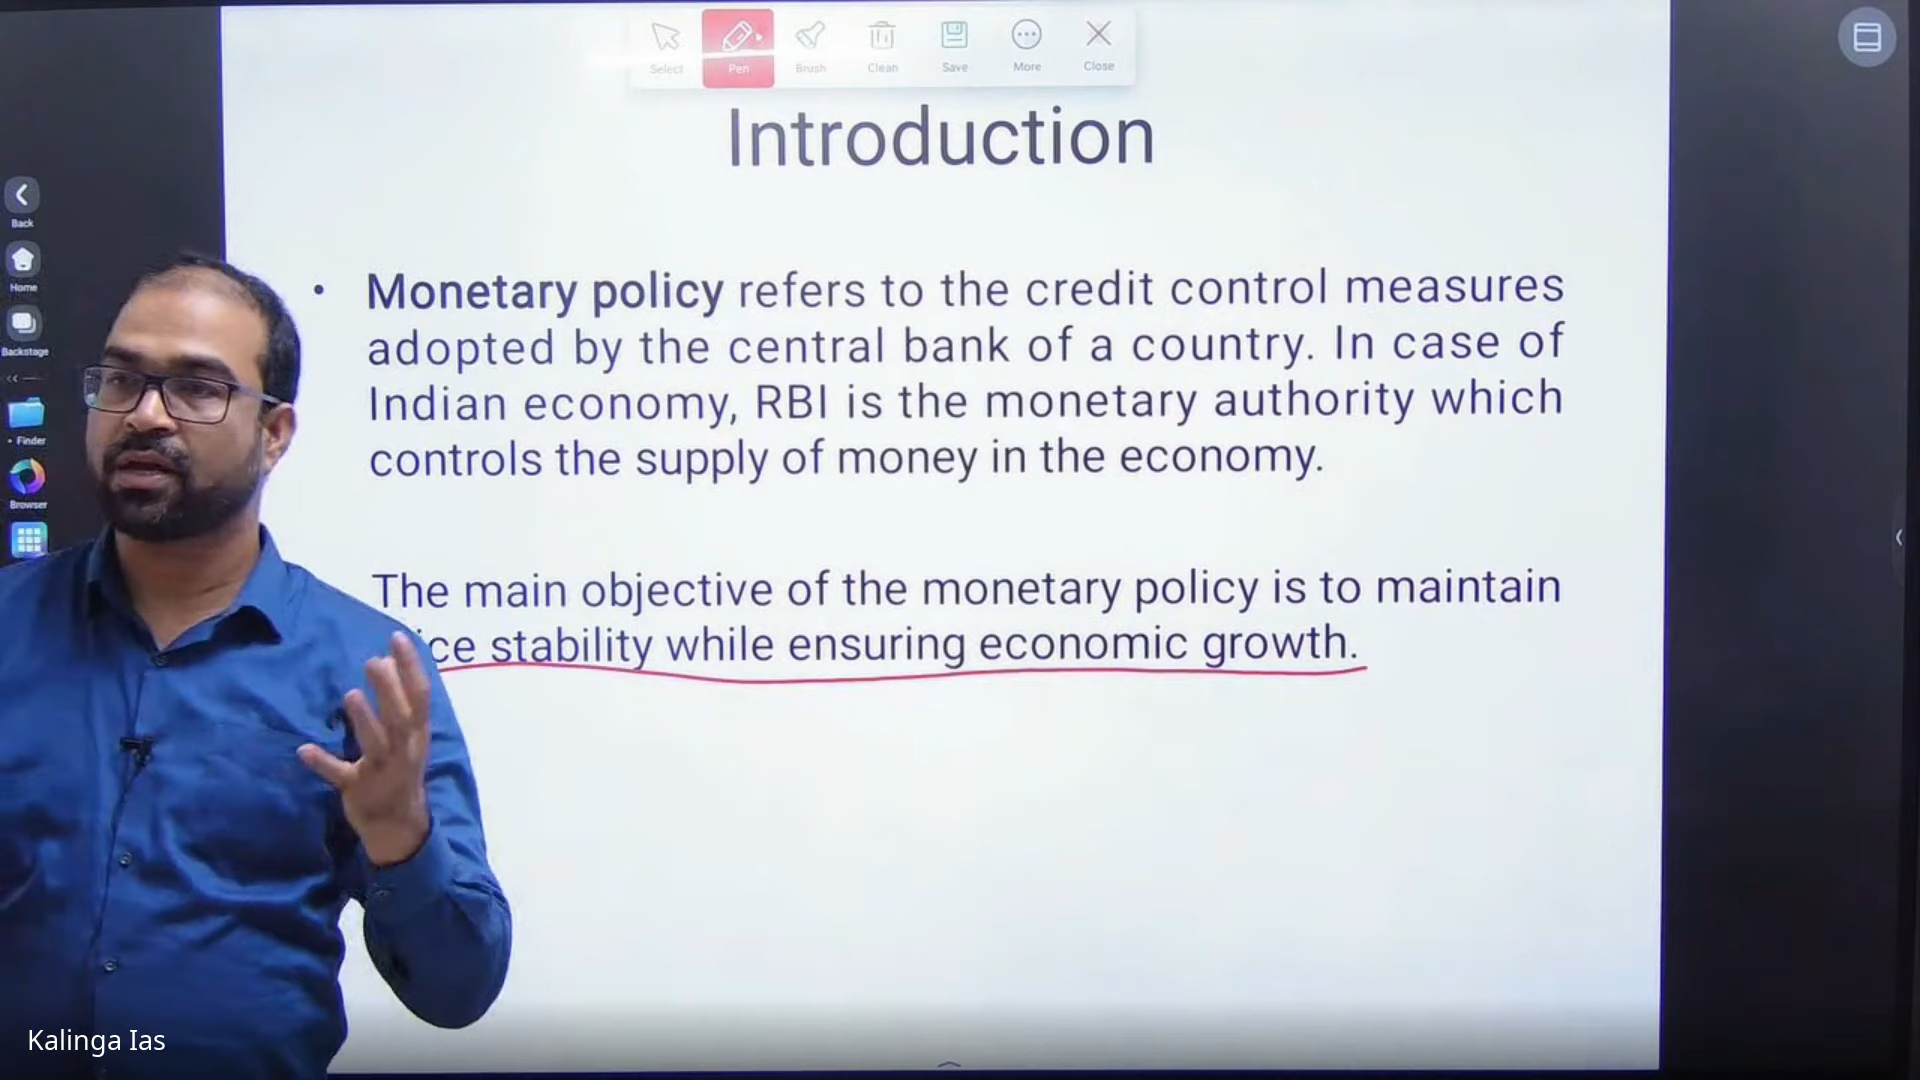 Select
Pen
Brush
Clean
Save
More
Close
Introduction
Back
Home
Backstage
Finder
Browser
• Monetary policy refers to the credit control measures
adopted by the central bank of a country. In case of
Indian economy, RBI is the monetary authority which
controls the supply of money in the economy.
The main objective of the monetary policy is to maintain
stability while ensuring economic growth.
Kalinga Ias